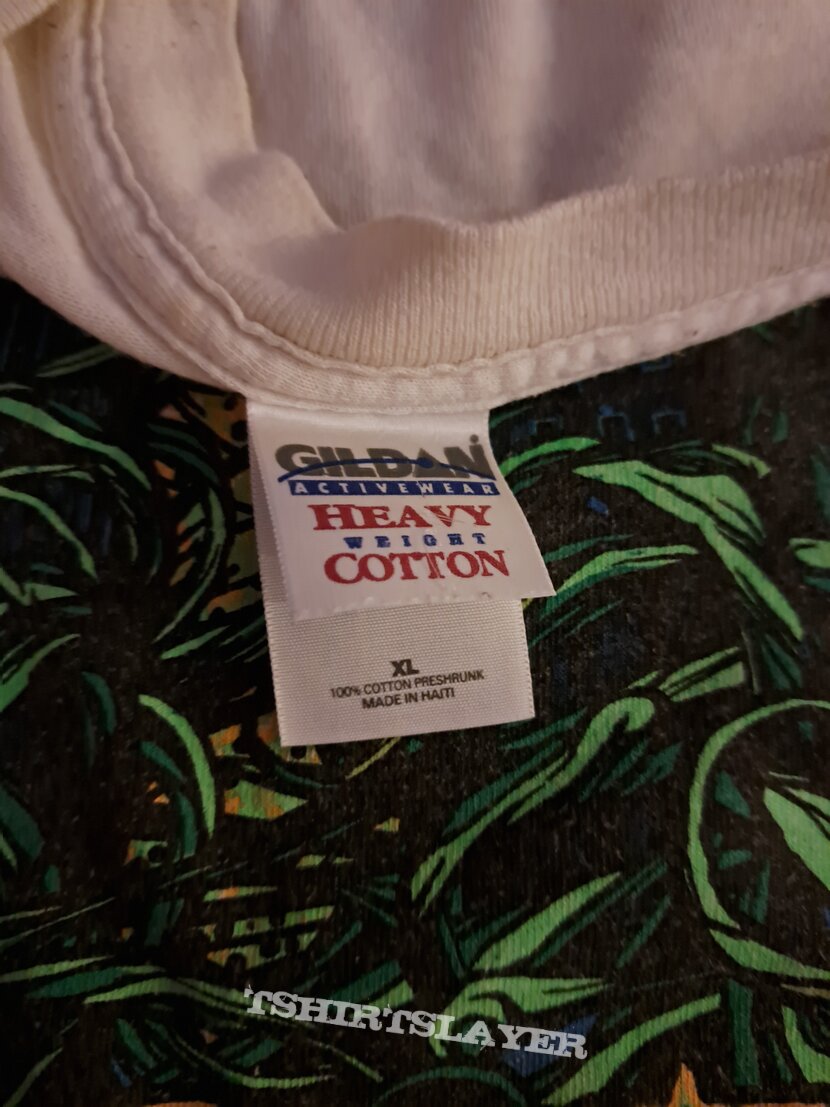 GILDAN
ACTIVEWEAR
HEAVY
WEIGHT
COTTON
XL
100% COTTON PRESHRUNK
MADE IN HAITI
TSHIRTSLAYER